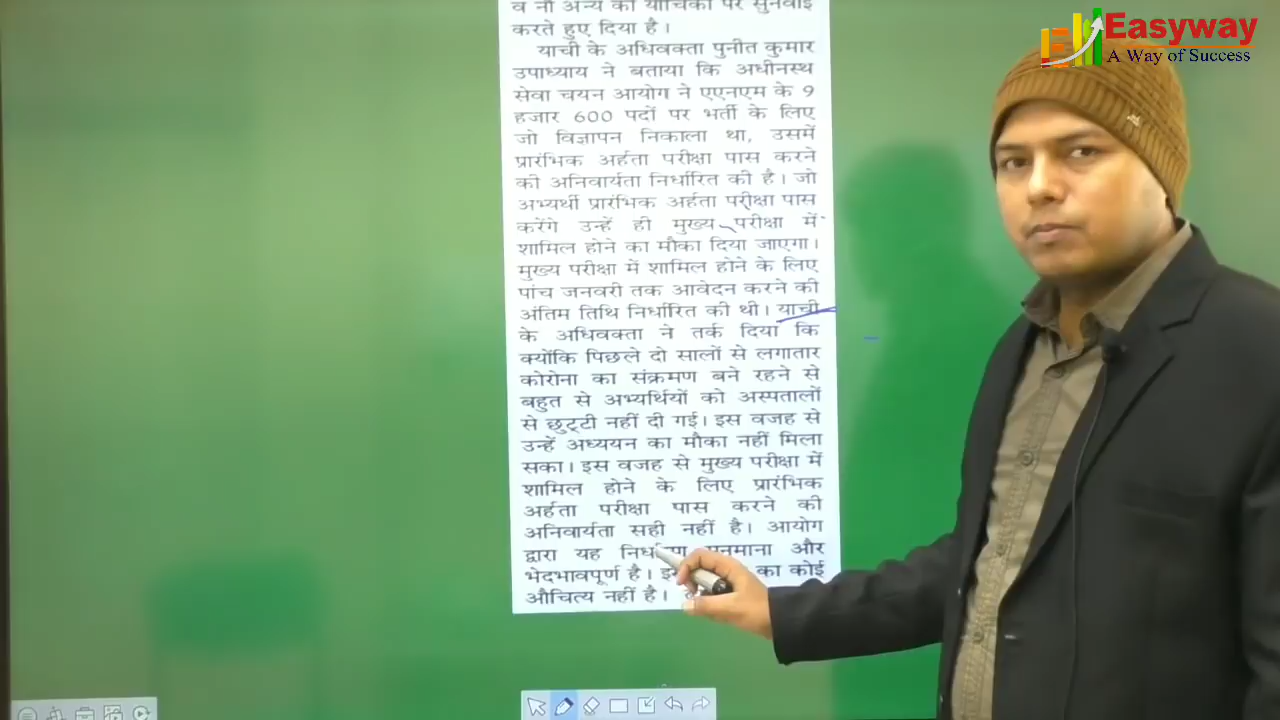 Easyway
A Way of Success
व नौ अन्य की याचिका पर सुनवाई
करते हुए दिया है।
याची के अधिवक्ता पुनीत कुमार
उपाध्याय ने बताया कि अधीनस्थ
सेवा चयन आयोग ने एएनएम के 9
हजार 600 पदों पर भर्ती के लिए
जो विज्ञापन निकाला था, उसमें
प्रारंभिक अर्हता परीक्षा पास करने
की अनिवार्यता निर्धारित की है। जो
अभ्यर्थी प्रारंभिक अर्हता परीक्षा पास
करेंगे उन्हें ही मुख्य परीक्षा में
शामिल होने का मौका दिया जाएगा।
मुख्य परीक्षा में शामिल होने के लिए
पांच जनवरी तक आवेदन करने की
अंतिम तिथि निर्धारित की थी। याची
के अधिवक्ता ने तर्क दिया कि
क्योंकि पिछले दो सालों से लगातार
कोरोना का संक्रमण बने रहने से
बहुत से अभ्यर्थियों को अस्पतालों
से छुट्टी नहीं दी गई। इस वजह से
उन्हें अध्ययन का मौका नहीं मिला
सका। इस वजह से मुख्य परीक्षा में
शामिल होने के लिए प्रारंभिक
अर्हता परीक्षा पास करने की
अनिवार्यता सही नहीं है। आयोग
द्वारा यह और
भेदभावपूर्ण है। का कोई
औचित्य नहीं है।